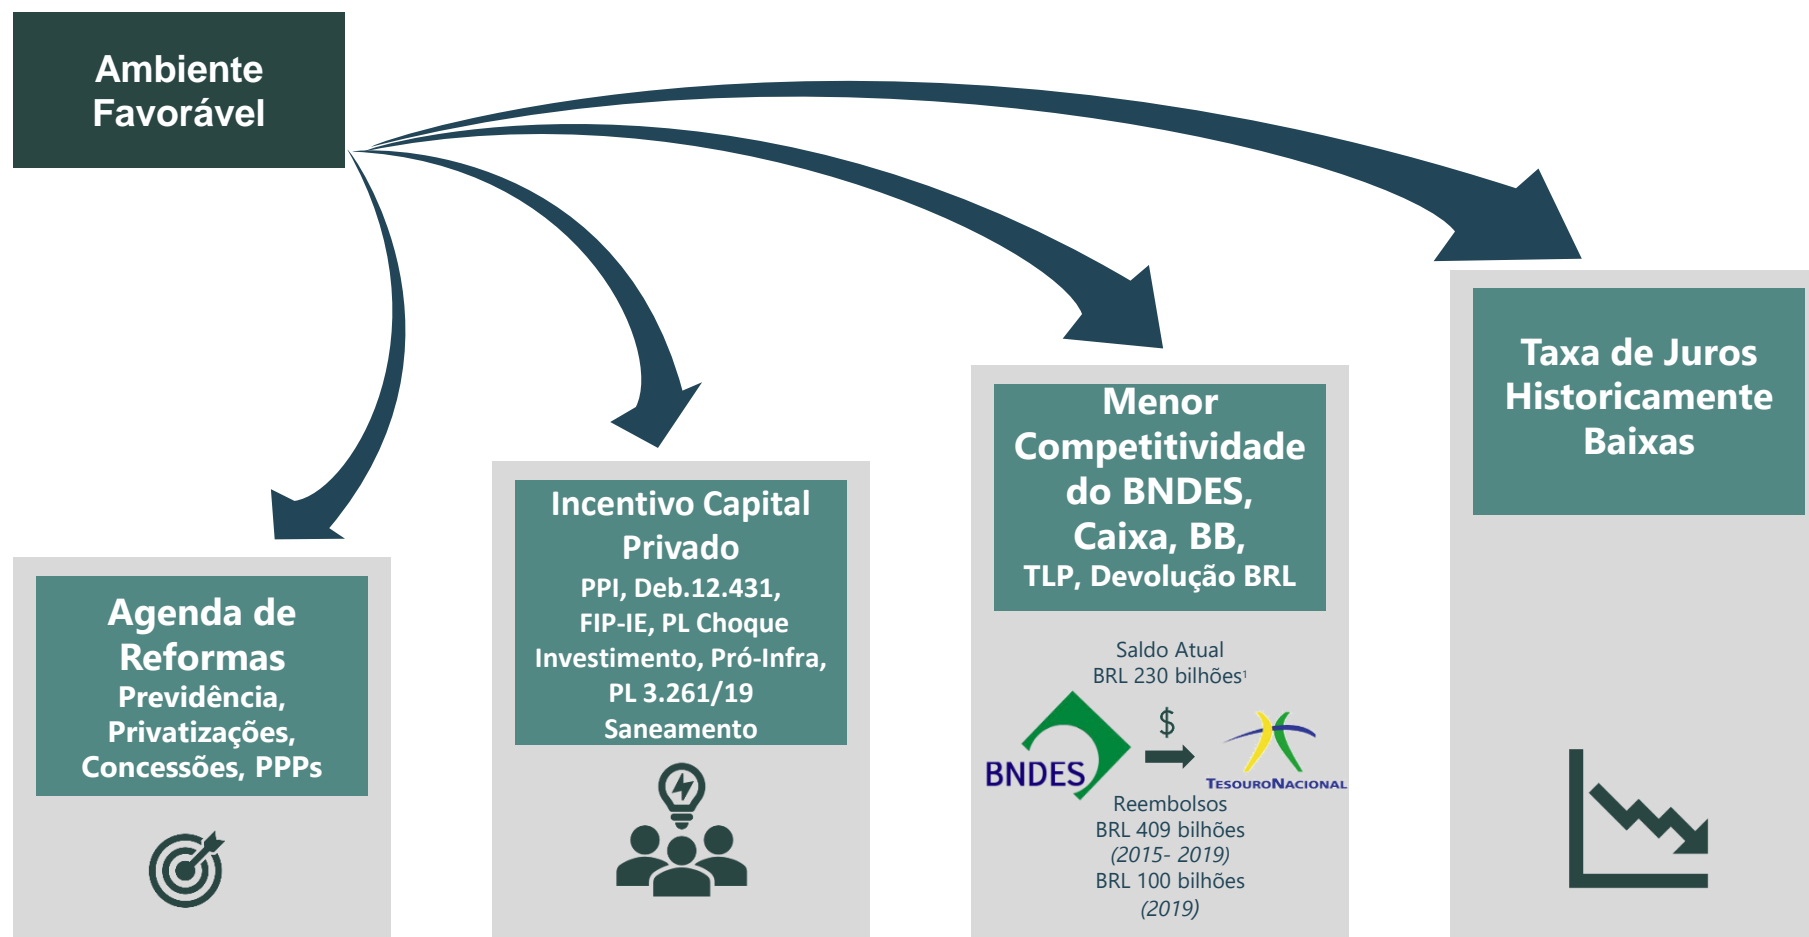 Ambiente
Favorável
Agenda de
Reformas
Previdência,
Privatizações,
Concessões, PPPs
Incentivo Capital
Privado
PPI, Deb.12.431,
FIP-IE, PL Choque
Investimento, Pró-Infra,
PL 3.261/19
Saneamento
Menor
Competitividade
do BNDES,
Caixa, BB,
TLP, Devolução BRL
Saldo Atual
BRL 230 bilhões¹
$
BNDES
TESOURONACIONAL
Reembolsos
BRL 409 bilhões
(2015- 2019)
BRL 100 bilhões
(2019)
Taxa de Juros
Historicamente
Baixas